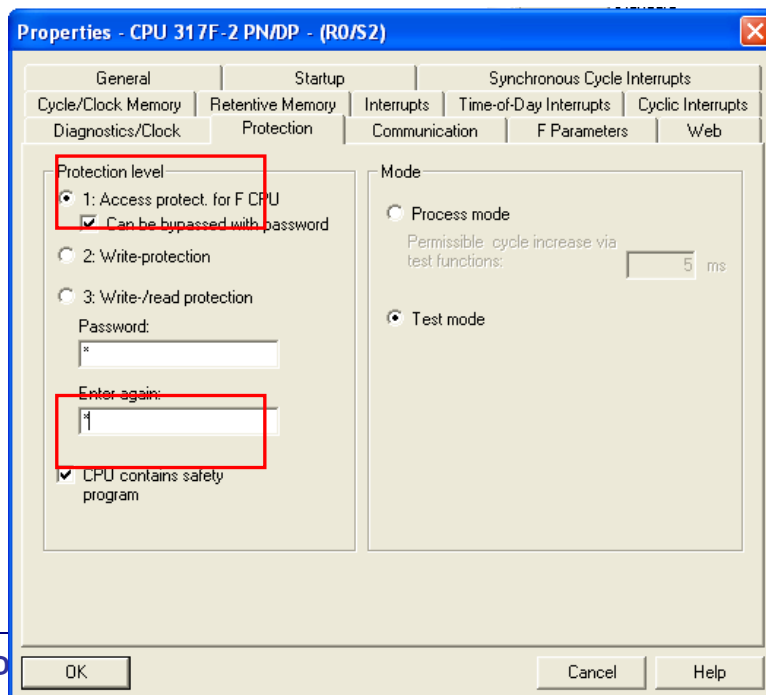 Properties - CPU 317F-2 PN/DP - (R0/S2)
General Startup Synchronous Cycle Interrupts
Cycle/Clock Memory Retentive Memory Interrupts Time-of-Day Interrupts Cyclic Interrupts
Diagnostics/Clock Protection Communication F Parameters Web
Protection level
1: Access protect. for F CPU
Can be bypassed with password
2: Write-protection
3: Write-/read protection
Password:
*
Enter again:
*
CPU contains safety
program
Mode
Process mode
Permissible cycle increase via
test functions:
5 ms
Test mode
OK Cancel Help